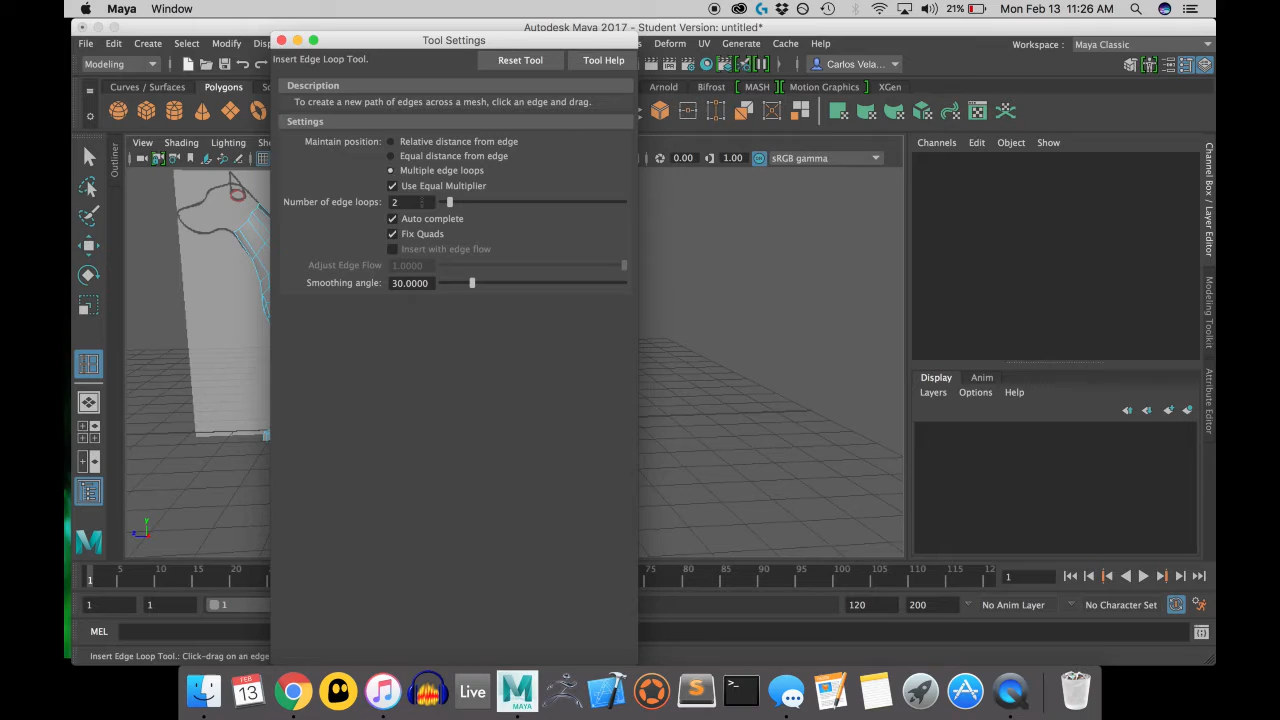 Maya Window
21% Mon Feb 13 11:26 AM
Autodesk Maya 2017 - Student Version: untitled*
File Edit Create Select Modify Deform UV Generate Cache Help Workspace: Maya Classic
Modeling Carlos Vela...
Curves / Surfaces Polygons Arnold Bifrost MASH Motion Graphics XGen
View Shading Lighting
0.00 1.00 sRGB gamma
Channels Edit Object Show
Outliner
Tool Settings
Insert Edge Loop Tool.
Reset Tool Tool Help
Description
To create a new path of edges across a mesh, click an edge and drag.
Settings
Maintain position: Relative distance from edge
Equal distance from edge
Multiple edge loops
Use Equal Multiplier
Number of edge loops: 2
Auto complete
Fix Quads
Insert with edge flow
Adjust Edge Flow 1.0000
Smoothing angle: 30.0000
Channel Box / Layer Editor
Modeling Toolkit
Attribute Editor
Display Anim
Layers Options Help
y
z
1 5 10 15 20 25 75 80 85 90 95 100 105 110 115 12 1
1 1 1 120 200 No Anim Layer No Character Set
MEL
Insert Edge Loop Tool.: Click-drag on an edge
FEB
13
Live
MAYA